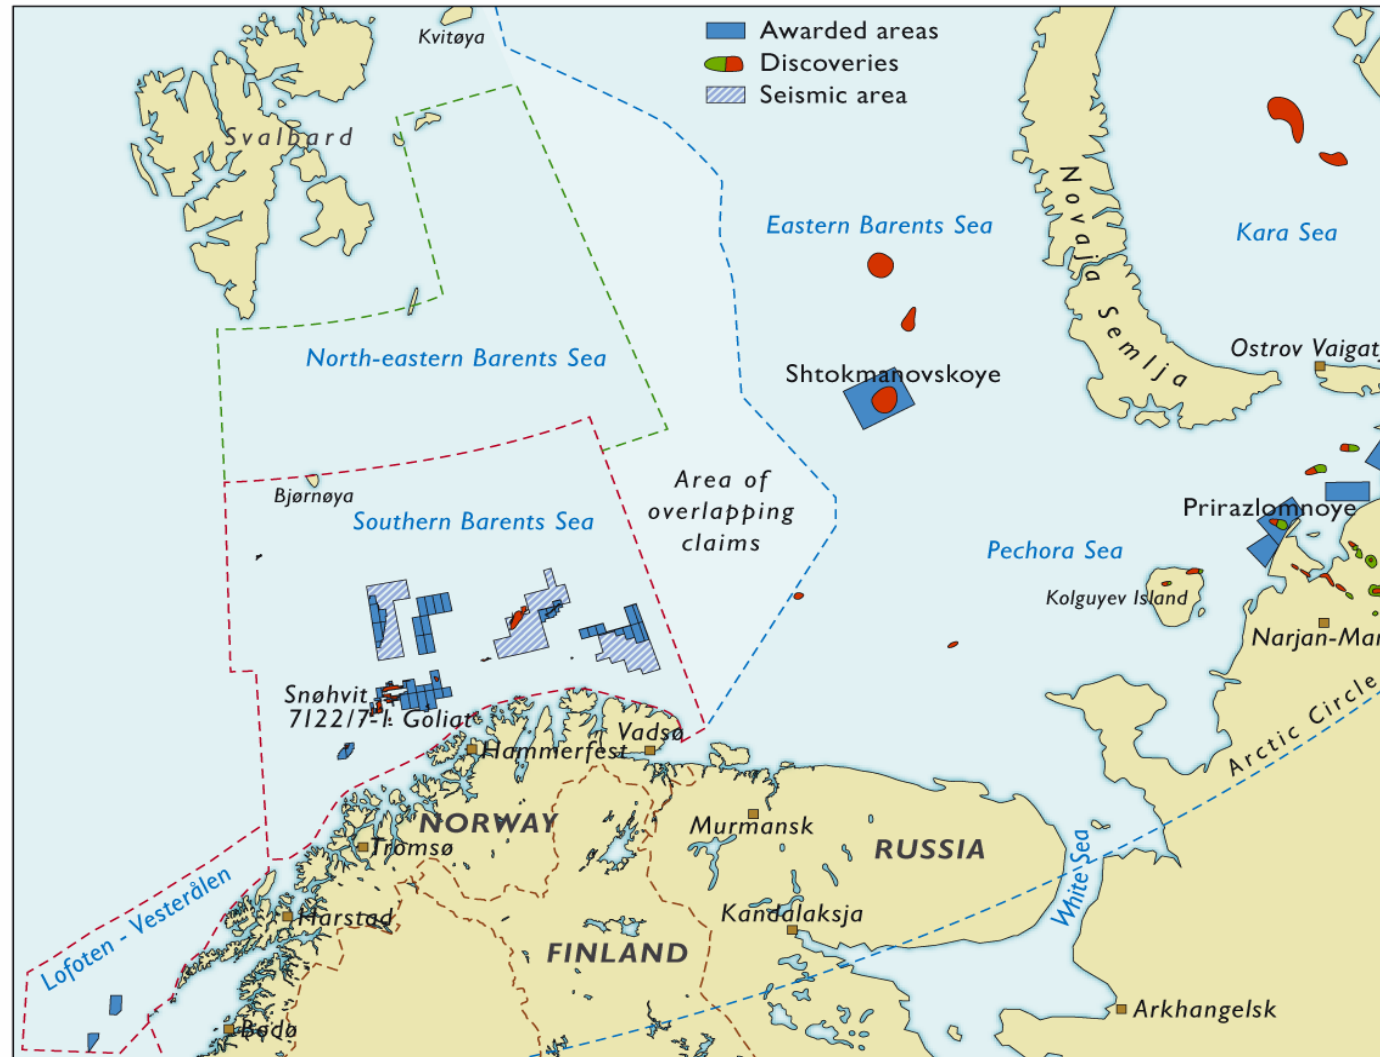 Kvitøya
Awarded areas
Discoveries
Seismic area
Svalbard
Novaja Semlja
Eastern Barents Sea
Kara Sea
North-eastern Barents Sea
Ostrov Vaigatj
Shtokmanovskoye
Bjørnøya
Southern Barents Sea
Area of
overlapping
claims
Prirazlomnoye
Pechora Sea
Kolguyev Island
Narjan-Mar
Snøhvit
7122/7-1 Goliat
Arctic Circle
Vadsø
Hammerfest
NORWAY
Murmansk
RUSSIA
Tromsø
White Sea
Lofoten - Vesterålen
Harstad
Kandalaksja
FINLAND
Bodø
Arkhangelsk